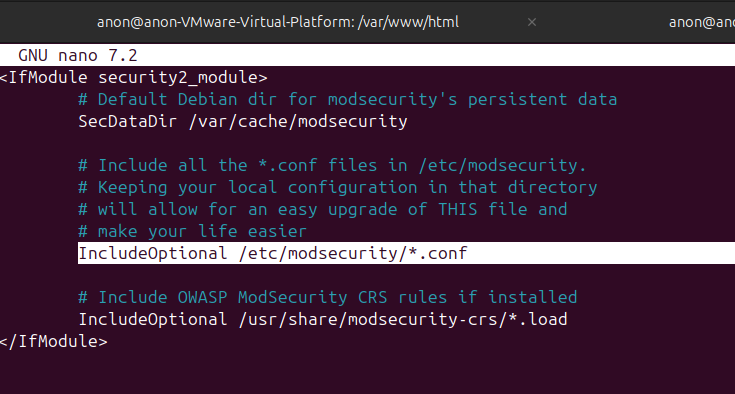 anon@anon-VMware-Virtual-Platform: /var/www/html × anon@ano
GNU nano 7.2
<IfModule security2_module>
# Default Debian dir for modsecurity's persistent data
SecDataDir /var/cache/modsecurity
# Include all the *.conf files in /etc/modsecurity.
# Keeping your local configuration in that directory
# will allow for an easy upgrade of THIS file and
# make your life easier
IncludeOptional /etc/modsecurity/*.conf
# Include OWASP ModSecurity CRS rules if installed
IncludeOptional /usr/share/modsecurity-crs/*.load
</IfModule>